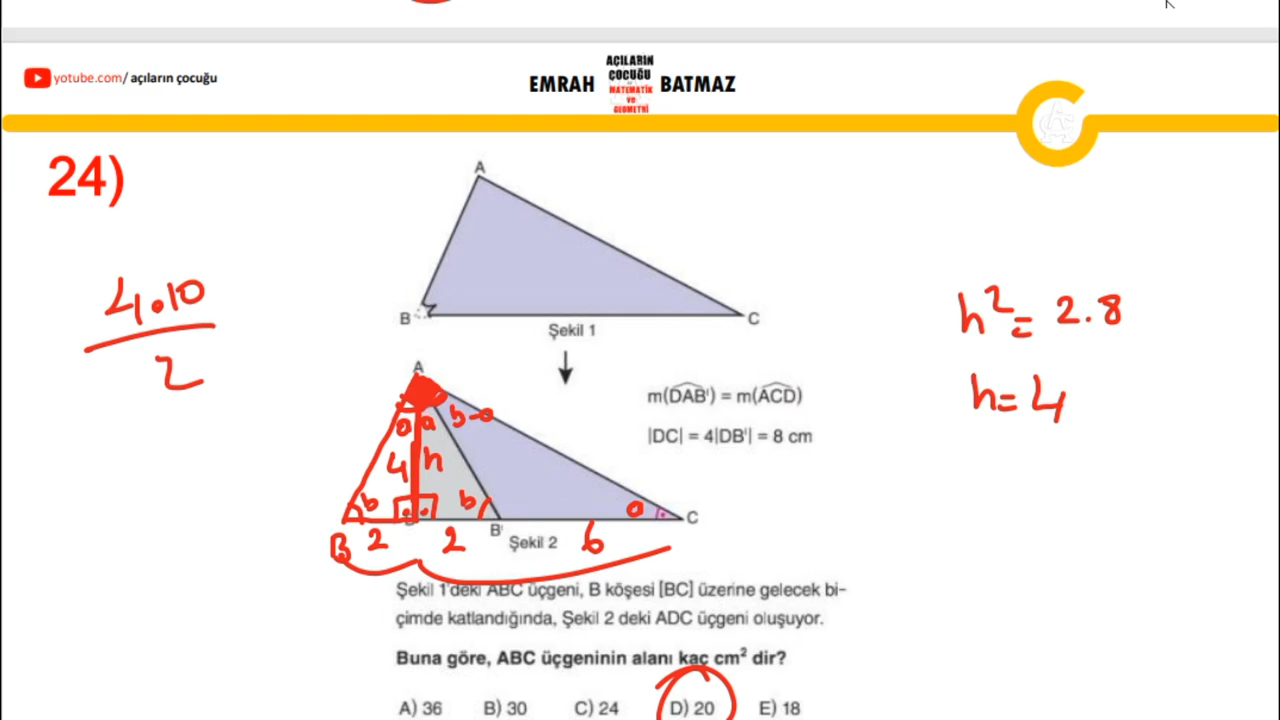 yotube.com/ açıların çocuğu
EMRAH
AÇILARIN
ÇOCUĞU
MATEMATİK
ve
GEOMETRİ
BATMAZ
24)
A
B
C
Şekil 1
4.10
2
h² = 2.8
h = 4
A
a
a
b-a
4
h
b
b
a
C
B
2
2
B'
6
Şekil 2
m(DAB') = m(ACD)
|DC| = 4|DB'| = 8 cm
Şekil 1'deki ABC üçgeni, B köşesi [BC] üzerine gelecek bi-
çimde katlandığında, Şekil 2 deki ADC üçgeni oluşuyor.
Buna göre, ABC üçgeninin alanı kaç cm² dir?
A) 36 B) 30 C) 24 D) 20 E) 18